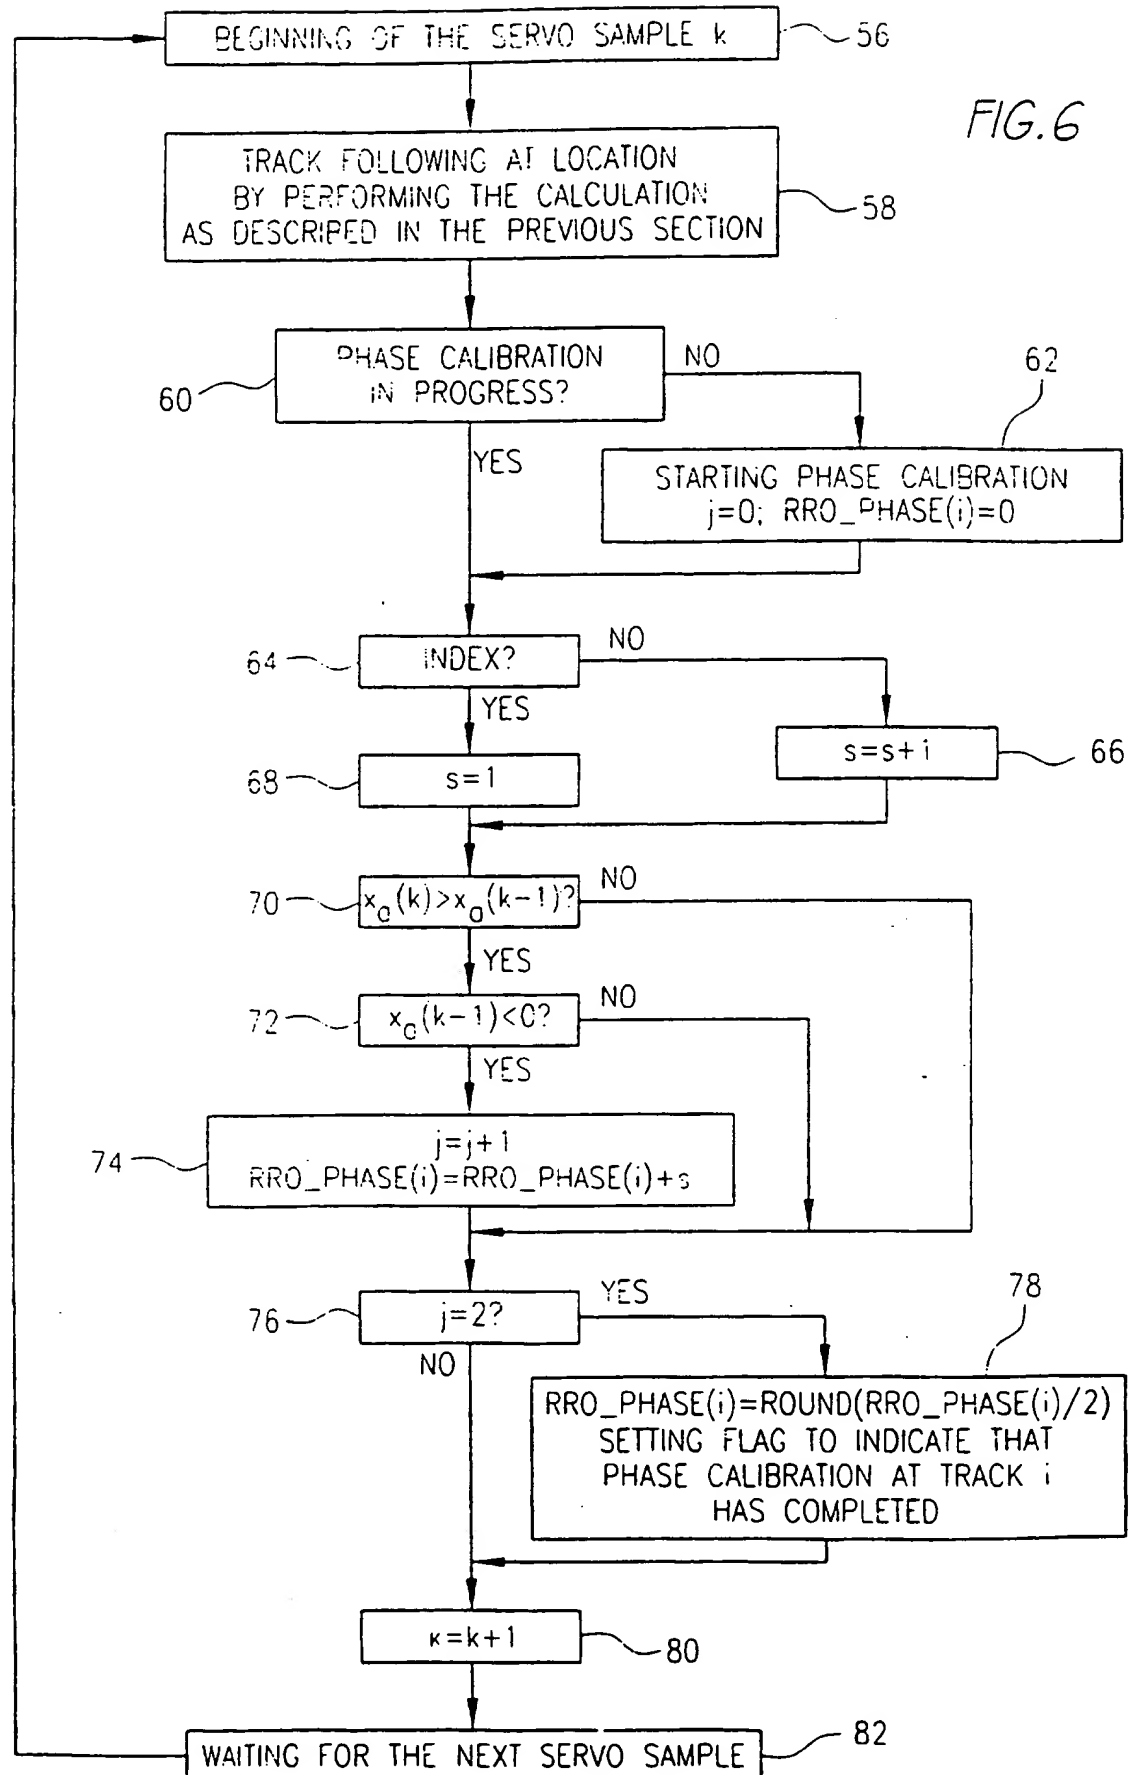 BEGINNING OF THE SERVO SAMPLE k
56
FIG. 6
TRACK FOLLOWING AT LOCATION
BY PERFORMING THE CALCULATION
AS DESCRIPED IN THE PREVIOUS SECTION
58
PHASE CALIBRATION
IN PROGRESS?
60
NO
62
YES
STARTING PHASE CALIBRATION
j=0; RRO_PHASE(i)=0
64
INDEX?
NO
YES
s=s+i
66
68
s=1
70
xa(k)>xa(k-1)?
NO
YES
72
xa(k-1)<0?
NO
YES
74
j=j+1
RRO_PHASE(i)=RRO_PHASE(i)+s
76
j=2?
YES
78
NO
RRO_PHASE(i)=ROUND(RRO_PHASE(i)/2)
SETTING FLAG TO INDICATE THAT
PHASE CALIBRATION AT TRACK i
HAS COMPLETED
k=k+1
80
WAITING FOR THE NEXT SERVO SAMPLE
82